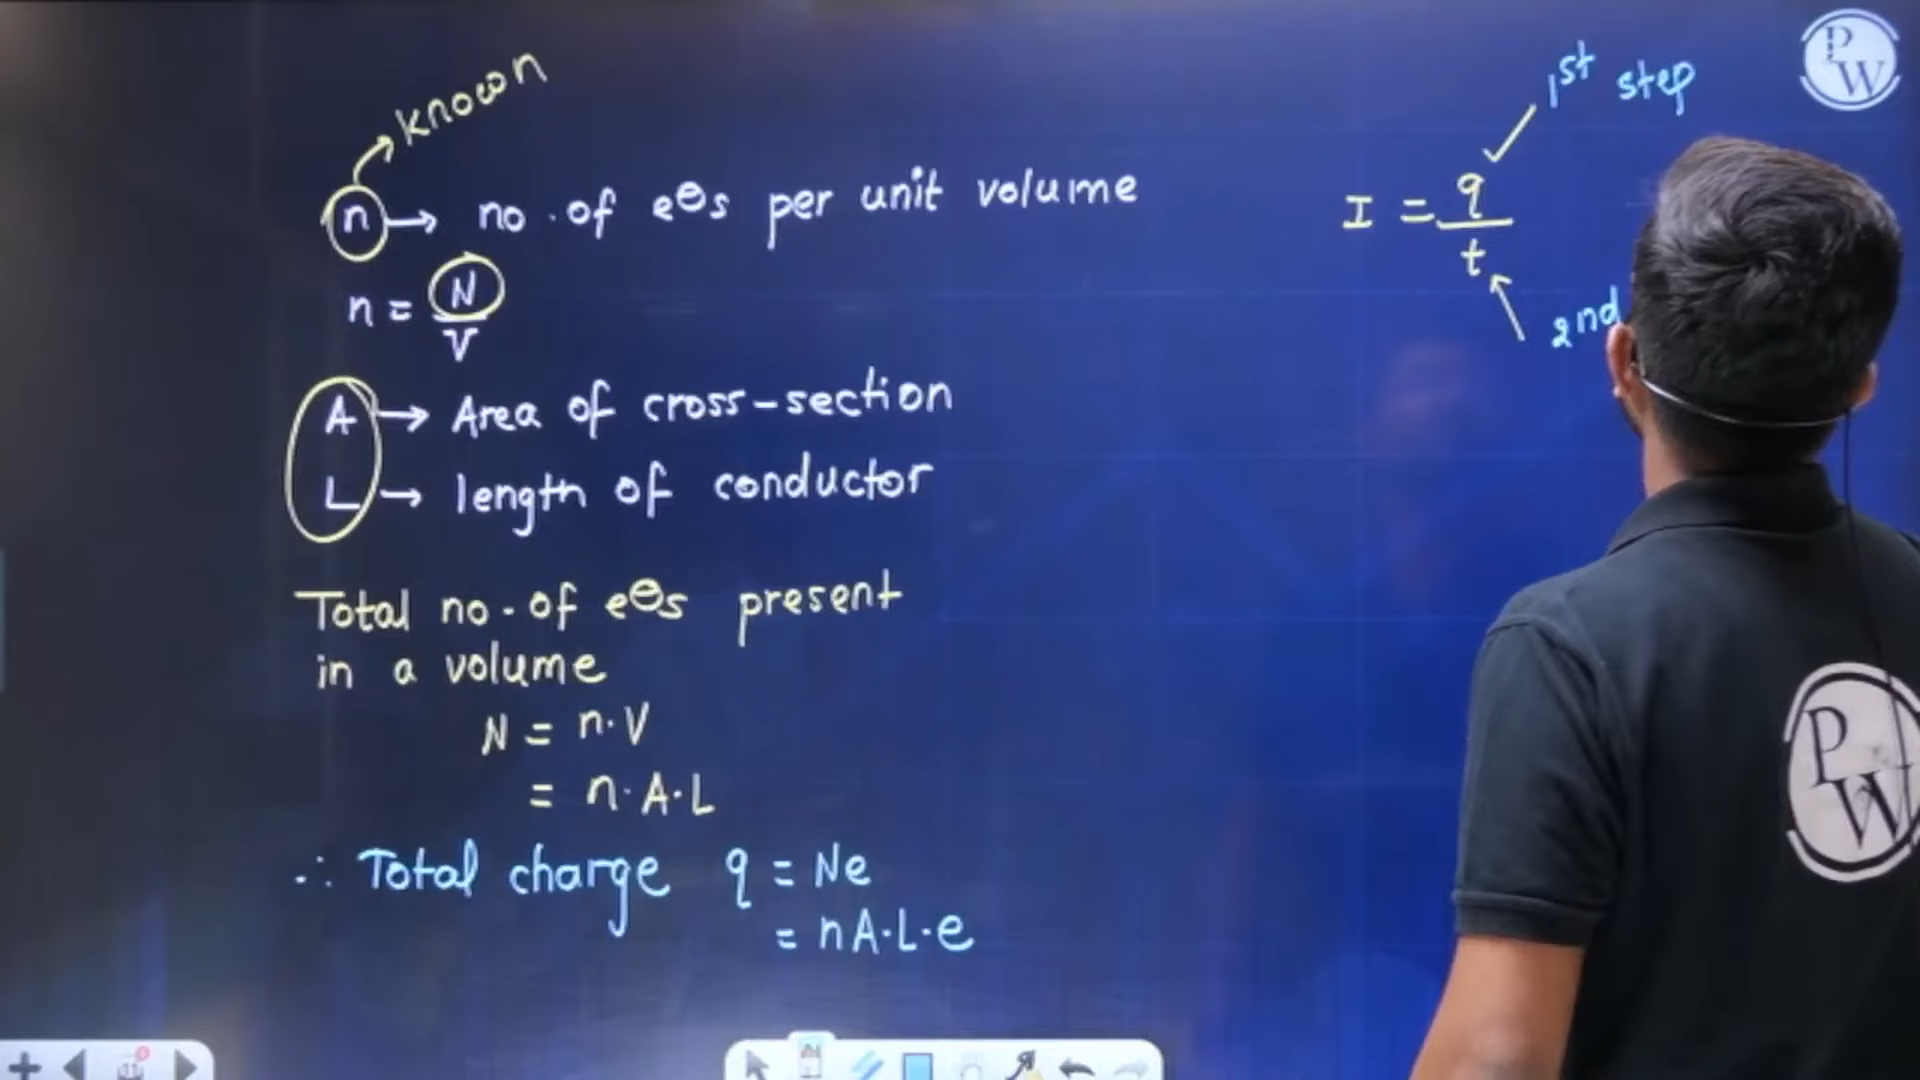 known
n → no. of e⊖s per unit volume
n = N/V
A → Area of cross-section
L → length of conductor
Total no. of e⊖s present
in a volume
N = n.V
= n.A.L
∴ Total charge q = Ne
= nA.L.e
1st step
I = q/t
2nd
PW
PW